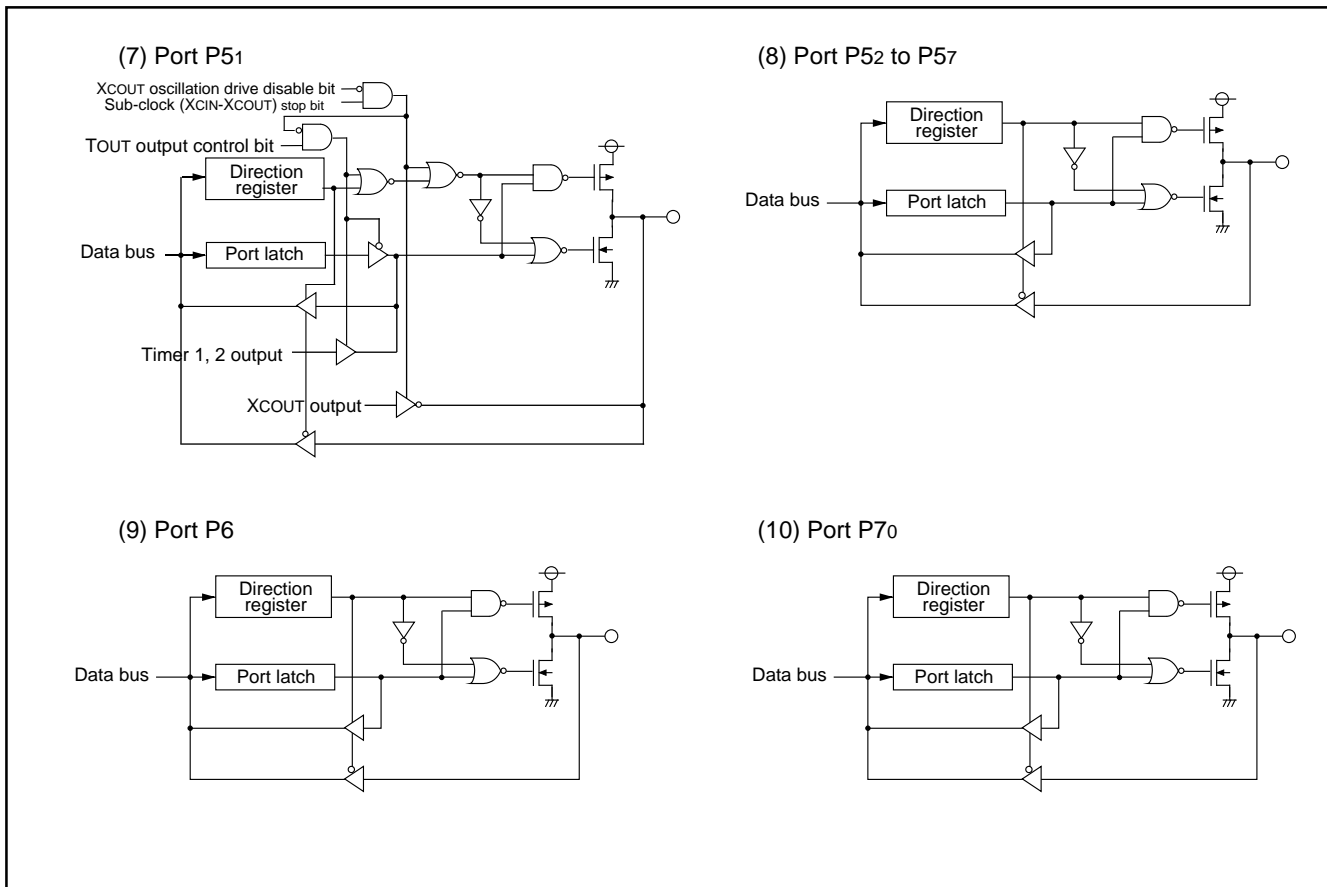 (7) Port P51
XCOUT oscillation drive disable bit
Sub-clock (XCIN-XCOUT) stop bit
TOUT output control bit
Direction
register
Data bus
Port latch
Timer 1, 2 output
XCOUT output
(8) Port P52 to P57
Direction
register
Data bus
Port latch
(9) Port P6
Direction
register
Data bus
Port latch
(10) Port P70
Direction
register
Data bus
Port latch